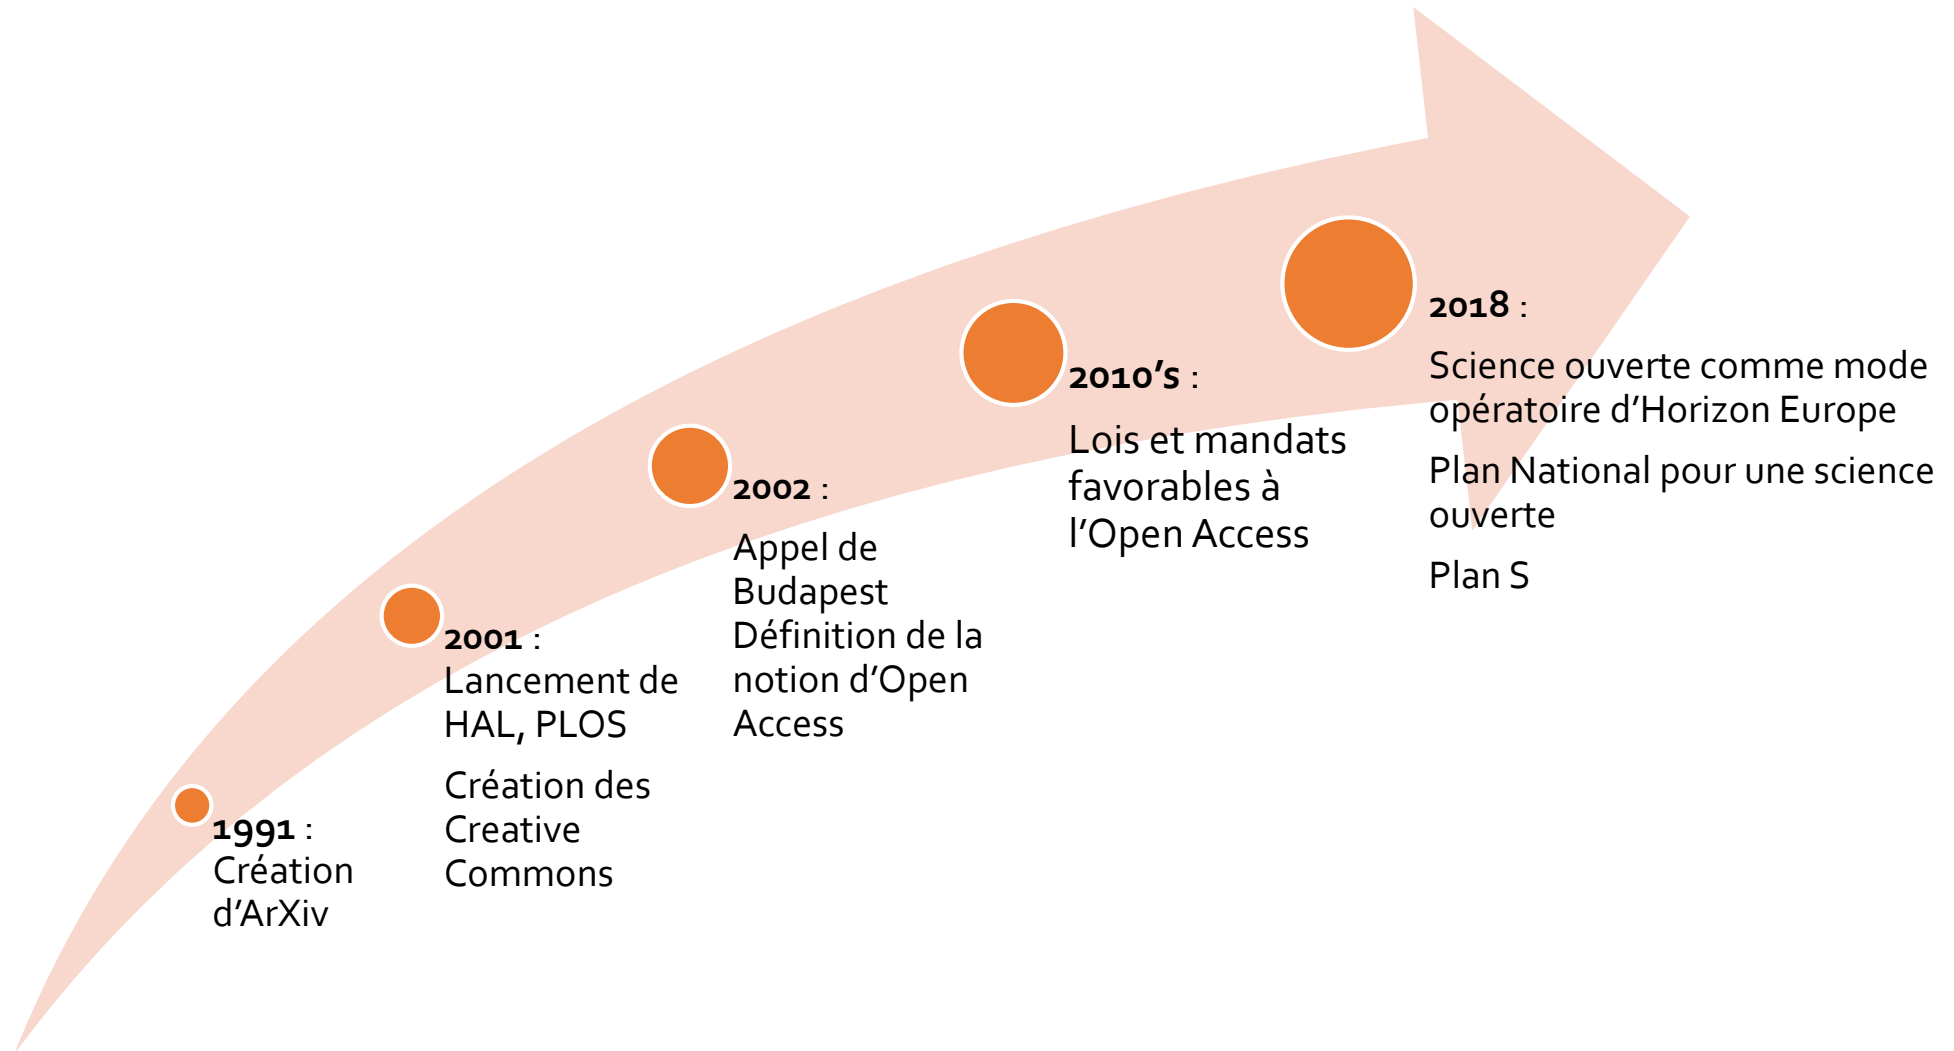 1991 :
Création
d’ArXiv
2001 :
Lancement de
HAL, PLOS
Création des
Creative
Commons
2002 :
Appel de
Budapest
Définition de la
notion d’Open
Access
2010’s :
Lois et mandats
favorables à
l’Open Access
2018 :
Science ouverte comme mode
opératoire d’Horizon Europe
Plan National pour une science
ouverte
Plan S